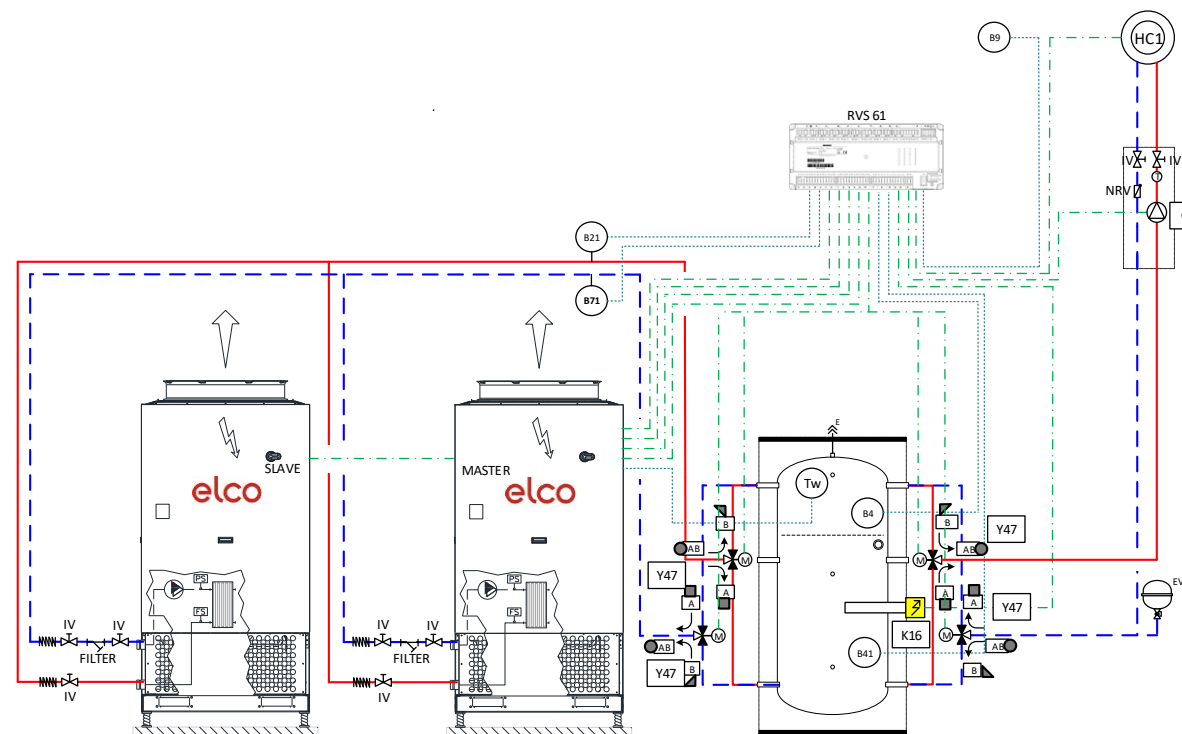 HC1
B9
RVS 61
IV
IV
T
NRV
B21
B71
E
SLAVE
MASTER
elco
elco
Tw
B4
B
B
Y47
AB
AB
M
M
Y47
A
A
A
A
Y47
EV
PS
PS
FS
FS
K16
M
M
IV
IV
IV
IV
FILTER
FILTER
AB
AB
B41
Y47
B
B
IV
IV